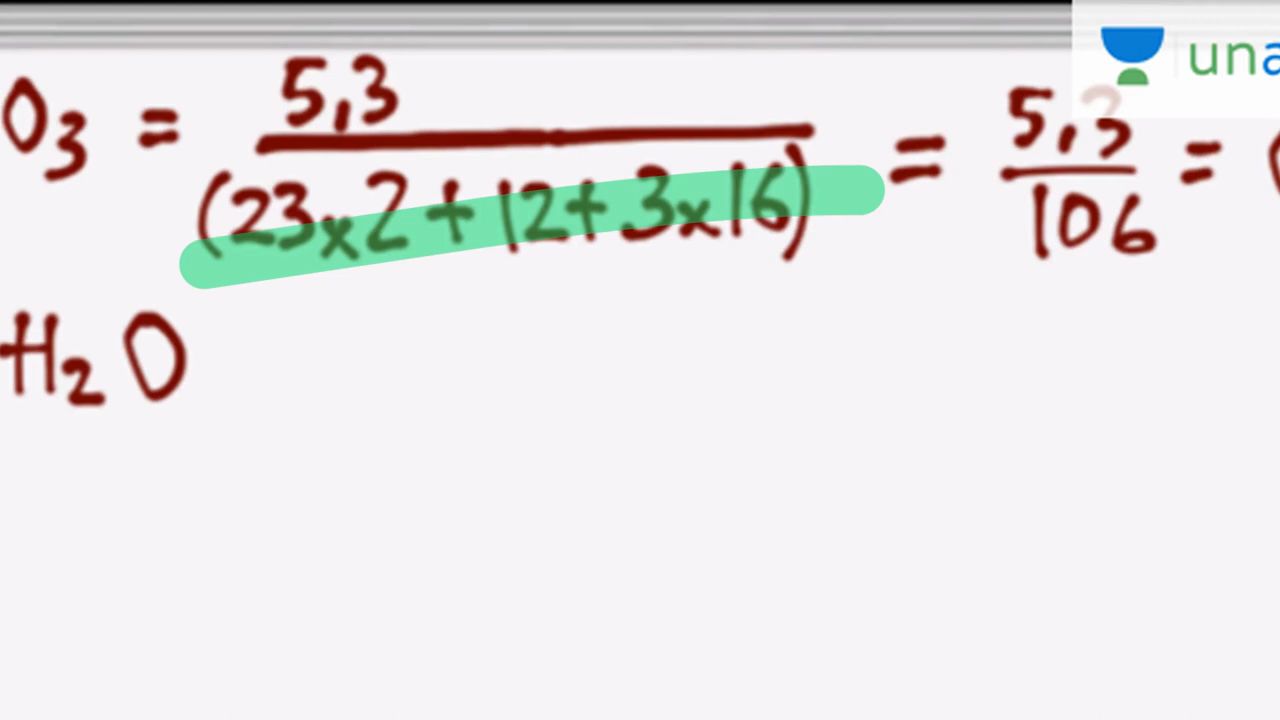 una
O₃ = 5,3 / (23x2 + 12 + 3x16) = 5,3 / 106 =
H₂O